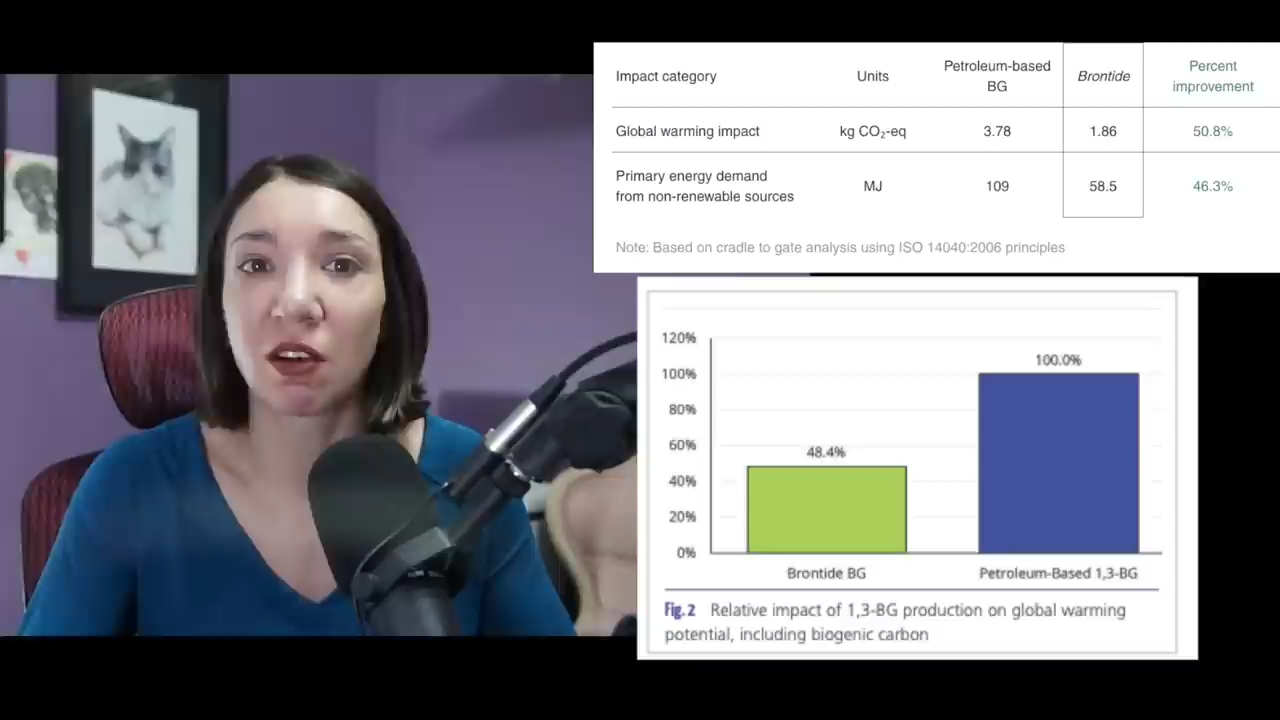 Impact category Units Petroleum-based BG Brontide Percent improvement
Global warming impact kg CO₂-eq 3.78 1.86 50.8%
Primary energy demand from non-renewable sources MJ 109 58.5 46.3%
Note: Based on cradle to gate analysis using ISO 14040:2006 principles
120%
100%
80%
60%
40%
20%
0%
48.4%
100.0%
Brontide BG Petroleum-Based 1,3-BG
Fig. 2 Relative impact of 1,3-BG production on global warming
potential, including biogenic carbon